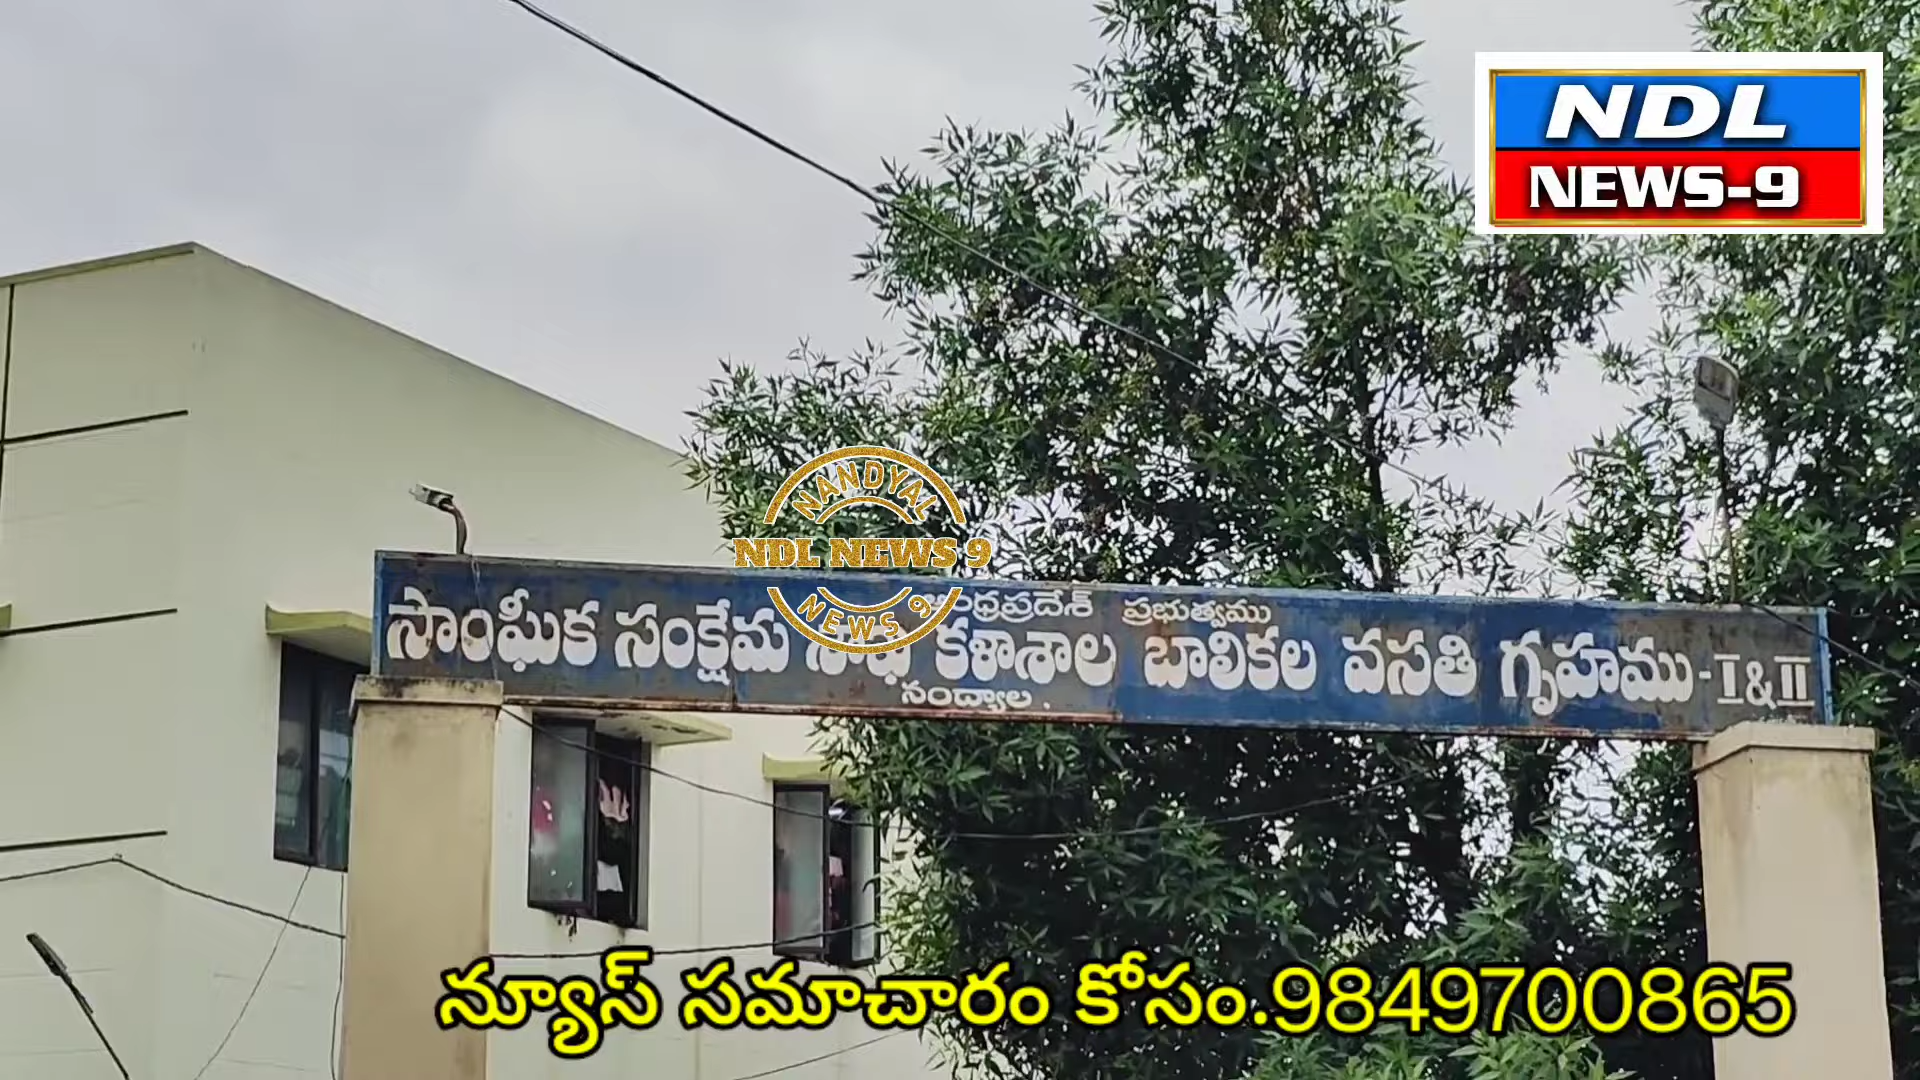 NDL
NEWS-9
NANDYAL
NDL NEWS 9
NEWS 9
ఆంధ్రప్రదేశ్ ప్రభుత్వము
సాంఘీక సంక్షేమ శాఖ కళాశాల బాలికల వసతి గృహము - I & II
నంద్యాల.
న్యూస్ సమాచారం కోసం.9849700865